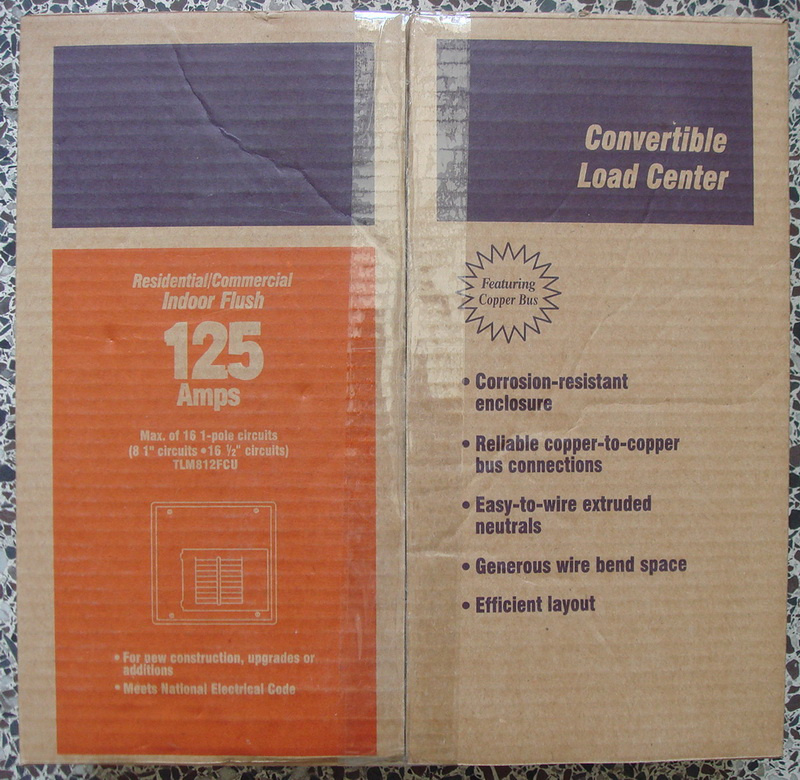 Convertible
Load Center
Residential/Commercial
Indoor Flush
125
Amps
Max. of 16 1-pole circuits
(8 1" circuits • 16 ½" circuits)
TLM812FCU
• For new construction, upgrades or
additions
• Meets National Electrical Code
Featuring
Copper Bus
• Corrosion-resistant
enclosure
• Reliable copper-to-copper
bus connections
• Easy-to-wire extruded
neutrals
• Generous wire bend space
• Efficient layout